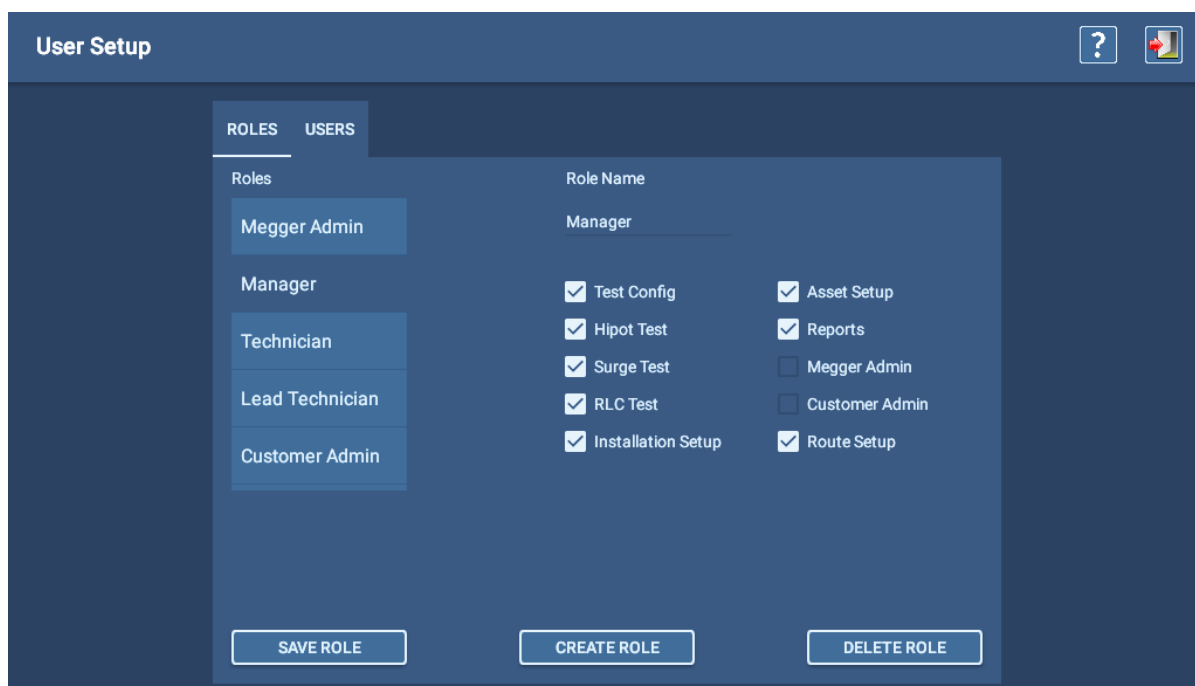 User Setup
?
ROLES USERS
Roles
Megger Admin
Manager
Technician
Lead Technician
Customer Admin
Role Name
Manager
Test Config
Asset Setup
Hipot Test
Reports
Surge Test
Megger Admin
RLC Test
Customer Admin
Installation Setup
Route Setup
SAVE ROLE
CREATE ROLE
DELETE ROLE